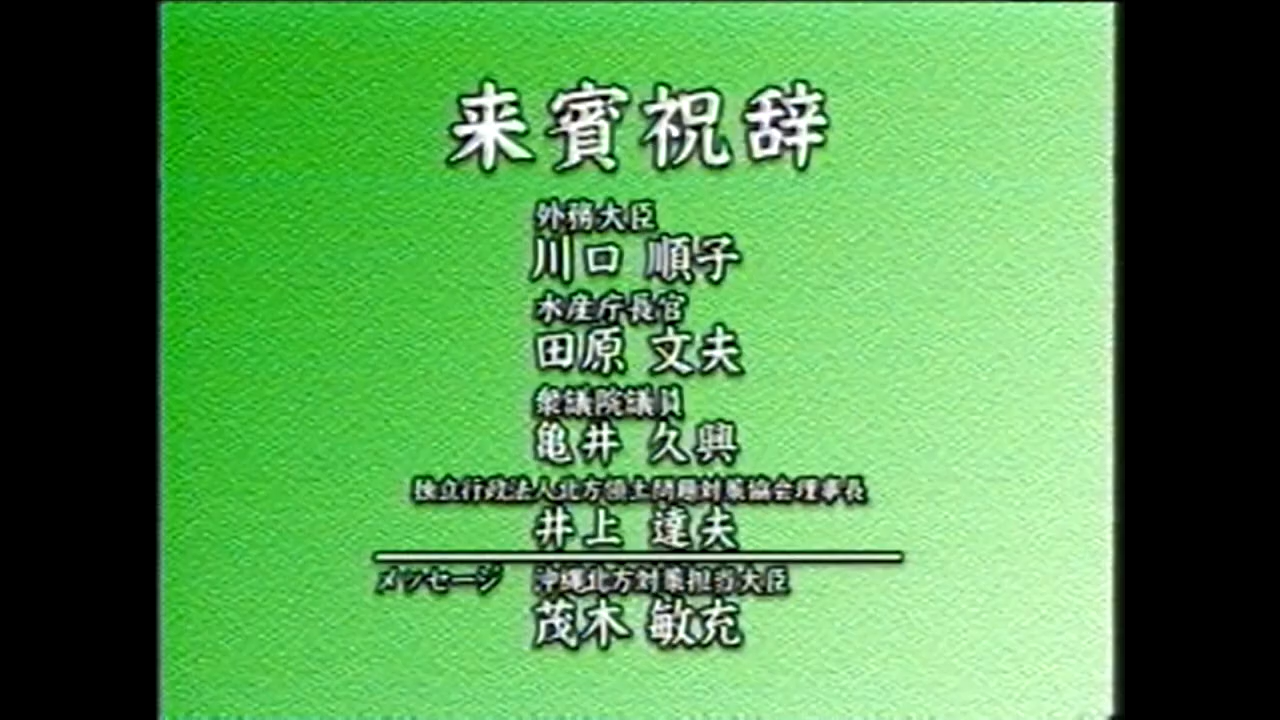 来賓祝辞
外務大臣
川口 順子
水産庁長官
田原 文夫
衆議院議員
亀井 久興
独立行政法人北方領土問題対策協会理事長
井上 達夫
メッセージ 沖縄北方対策担当大臣
茂木 敏充